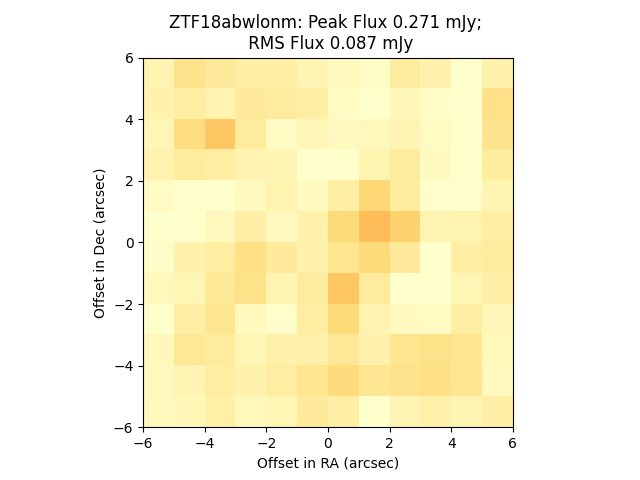 ZTF18abwlonm: Peak Flux 0.271 mJy;
RMS Flux 0.087 mJy
6
4
2
0
−2
−4
−6
Offset in Dec (arcsec)
−6 −4 −2 0 2 4 6
Offset in RA (arcsec)